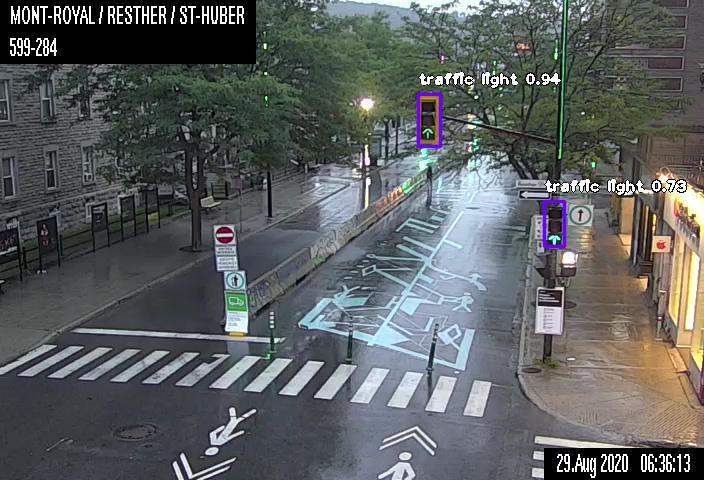 MONT-ROYAL / RESTHER / ST-HUBER
599-284
traffic light 0.94
traffic light 0.73
29.Aug 2020 06:36:13